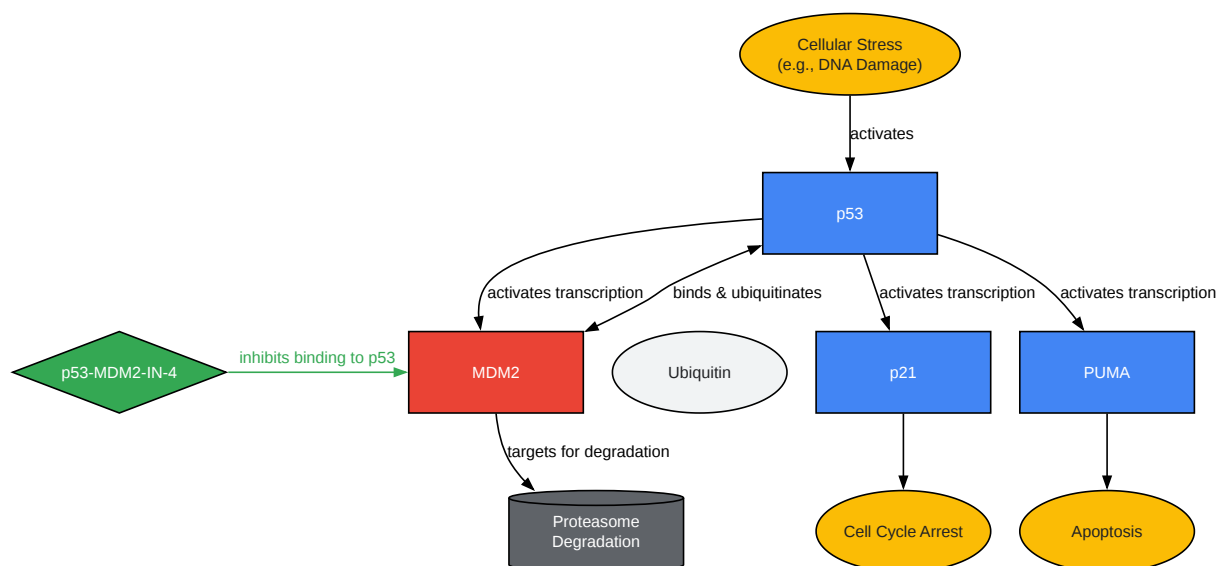 Cellular Stress
(e.g., DNA Damage)
activates
p53
activates transcription
binds & ubiquitinates
activates transcription
activates transcription
p53-MDM2-IN-4
inhibits binding to p53
MDM2
Ubiquitin
p21
PUMA
targets for degradation
Proteasome
Degradation
Cell Cycle Arrest
Apoptosis